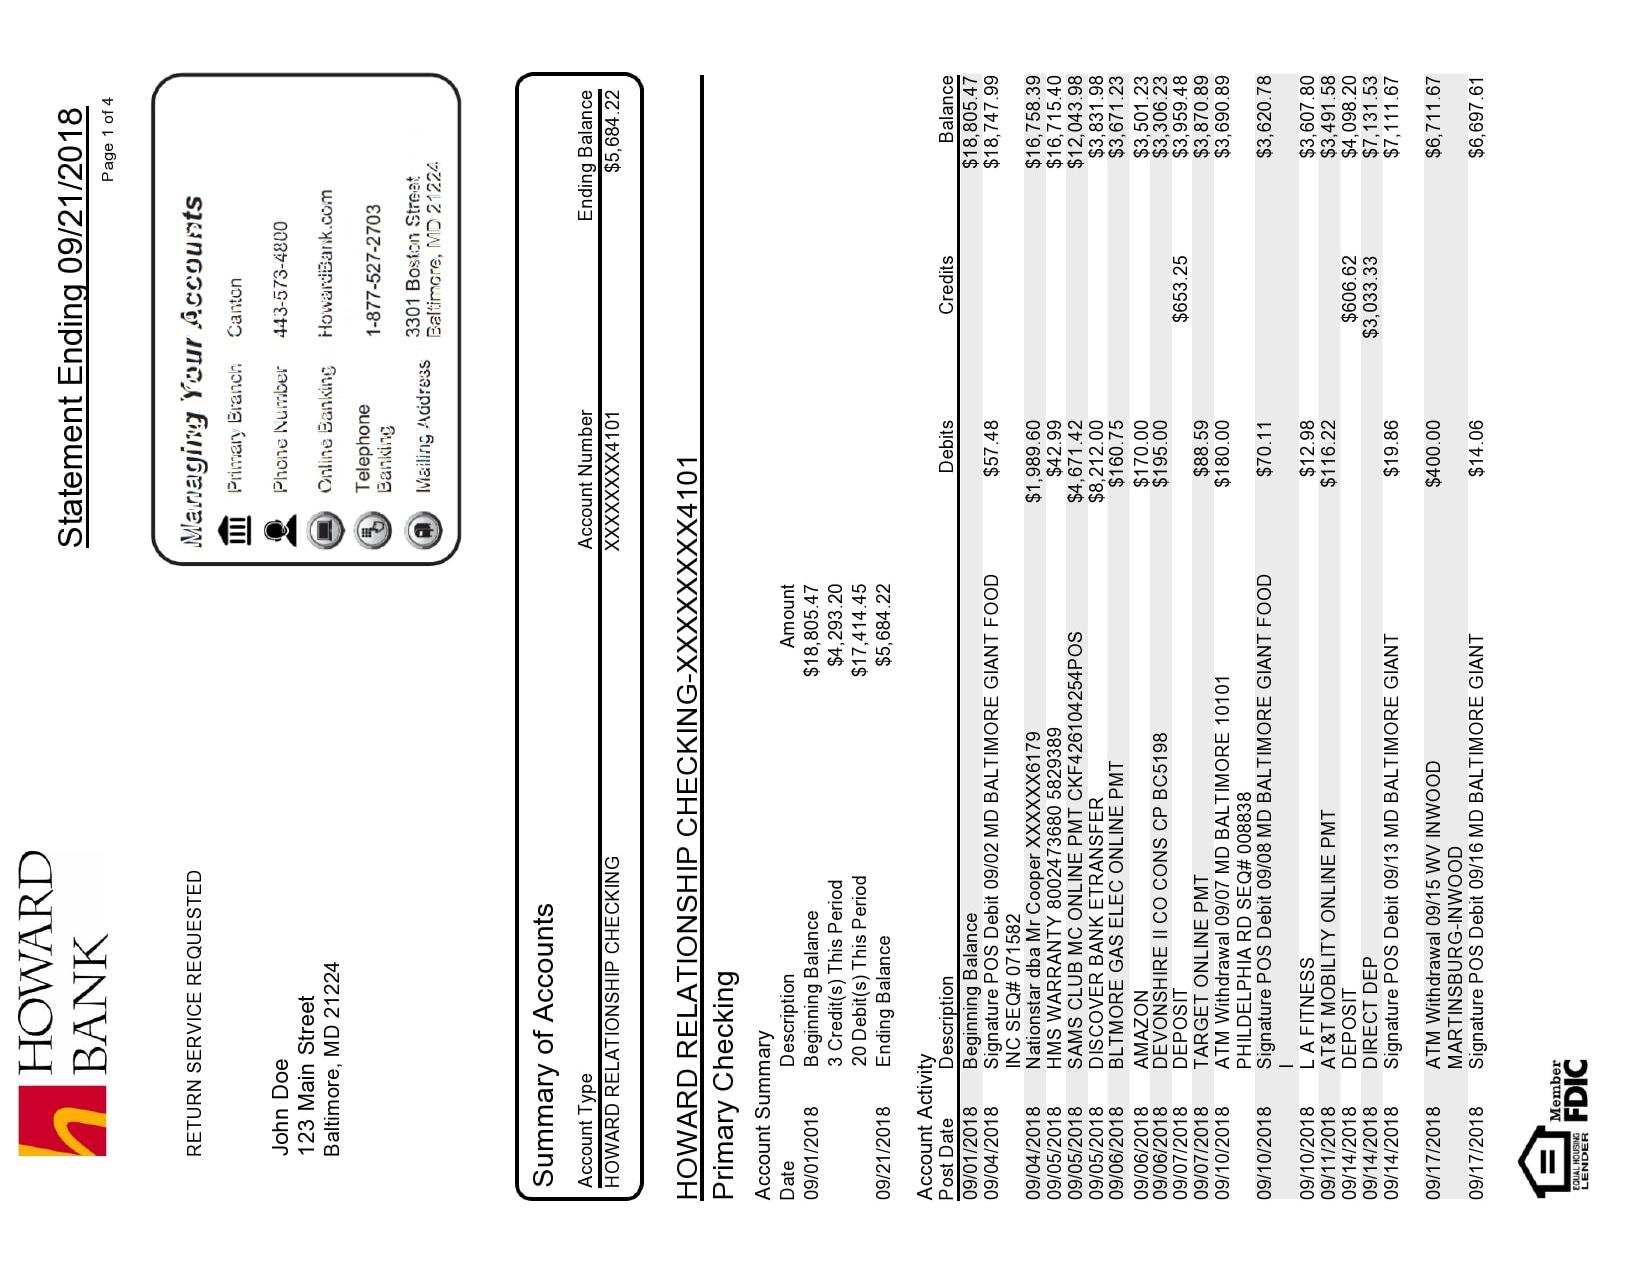 HOWARD
BANK
Statement Ending 09/21/2018
Page 1 of 4
RETURN SERVICE REQUESTED
John Doe
123 Main Street
Baltimore, MD 21224
Managing Your Accounts
Primary Branch Canton
Phone Number 443-573-4800
Online Banking HowardBank.com
Telephone Banking 1-877-527-2703
Mailing Address 3301 Boston Street
Baltimore, MD 21224
Summary of Accounts
Account Type Account Number Ending Balance
HOWARD RELATIONSHIP CHECKING XXXXXXXX4101 $5,684.22
HOWARD RELATIONSHIP CHECKING-XXXXXXXX4101
Primary Checking
Account Summary
Date Description Amount
09/01/2018 Beginning Balance $18,805.47
3 Credit(s) This Period $4,293.20
20 Debit(s) This Period $17,414.45
09/21/2018 Ending Balance $5,684.22
Account Activity
Post Date Description Debits Credits Balance
09/01/2018 Beginning Balance $18,805.47
09/04/2018 Signature POS Debit 09/02 MD BALTIMORE GIANT FOOD $57.48 $18,747.99
INC SEQ# 071582
09/04/2018 Nationstar dba Mr Cooper XXXXXX6179 $1,989.60 $16,758.39
09/05/2018 HMS WARRANTY 8002473680 5829389 $42.99 $16,715.40
09/05/2018 SAMS CLUB MC ONLINE PMT CKF426104254POS $4,671.42 $12,043.98
09/05/2018 DISCOVER BANK ETRANSFER $8,212.00 $3,831.98
09/06/2018 BLTMORE GAS ELEC ONLINE PMT $160.75 $3,671.23
09/06/2018 AMAZON $170.00 $3,501.23
09/06/2018 DEVONSHIRE II CO CONS CP BC5198 $195.00 $3,306.23
09/07/2018 DEPOSIT $653.25 $3,959.48
09/07/2018 TARGET ONLINE PMT $88.59 $3,870.89
09/10/2018 ATM Withdrawal 09/07 MD BALTIMORE 10101 $180.00 $3,690.89
PHILDELPHIA RD SEQ# 008838
09/10/2018 Signature POS Debit 09/08 MD BALTIMORE GIANT FOOD $70.11 $3,620.78
I
09/10/2018 L A FITNESS $12.98 $3,607.80
09/11/2018 AT&T MOBILITY ONLINE PMT $116.22 $3,491.58
09/14/2018 DEPOSIT $606.62 $4,098.20
09/14/2018 DIRECT DEP $3,033.33 $7,131.53
09/14/2018 Signature POS Debit 09/13 MD BALTIMORE GIANT $19.86 $7,111.67
09/17/2018 ATM Withdrawal 09/15 WV INWOOD $400.00 $6,711.67
MARTINSBURG-INWOOD
09/17/2018 Signature POS Debit 09/16 MD BALTIMORE GIANT $14.06 $6,697.61
EQUAL HOUSING
LENDER
Member
FDIC